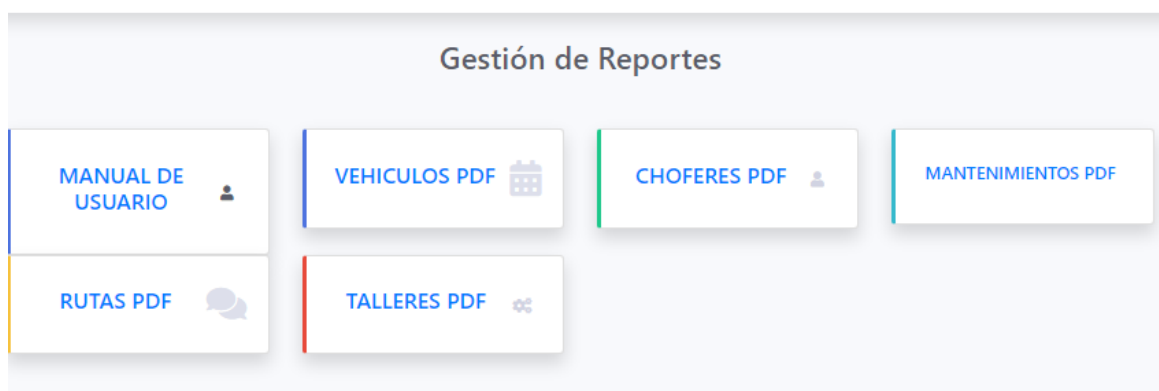 Gestión de Reportes
MANUAL DE
USUARIO
VEHICULOS PDF
CHOFERES PDF
MANTENIMIENTOS PDF
RUTAS PDF
TALLERES PDF